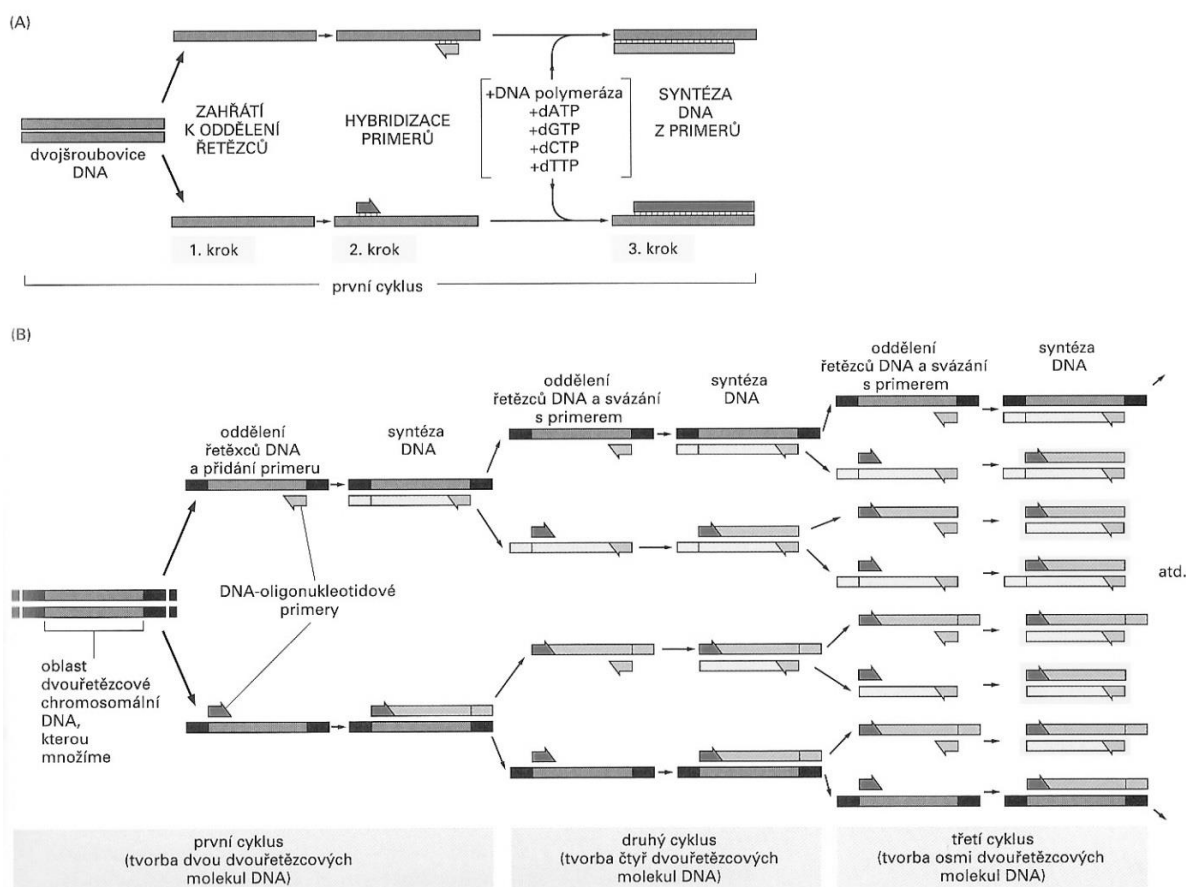 (A)
ZAHŘÁTÍ
K ODDĚLENÍ
ŘETĚZCŮ
dvojšroubovice
DNA
HYBRIDIZACE
PRIMERŮ
+DNA polymeráza
+dATP
+dGTP
+dCTP
+dTTP
SYNTÉZA
DNA
Z PRIMERŮ
1. krok
2. krok
3. krok
první cyklus
(B)
oddělení
řetěxců DNA
a přidání primeru
syntéza
DNA
oddělení
řetězců DNA a svázání
s primerem
syntéza
DNA
oddělení
řetězců DNA a svázání
s primerem
syntéza
DNA
DNA-oligonukleotidové
primery
oblast
dvouřetězcové
chromosomální
DNA,
kterou
množíme
atd.
první cyklus
(tvorba dvou dvouřetězcových
molekul DNA)
druhý cyklus
(tvorba čtyř dvouřetězcových
molekul DNA)
třetí cyklus
(tvorba osmi dvouřetězcových
molekul DNA)